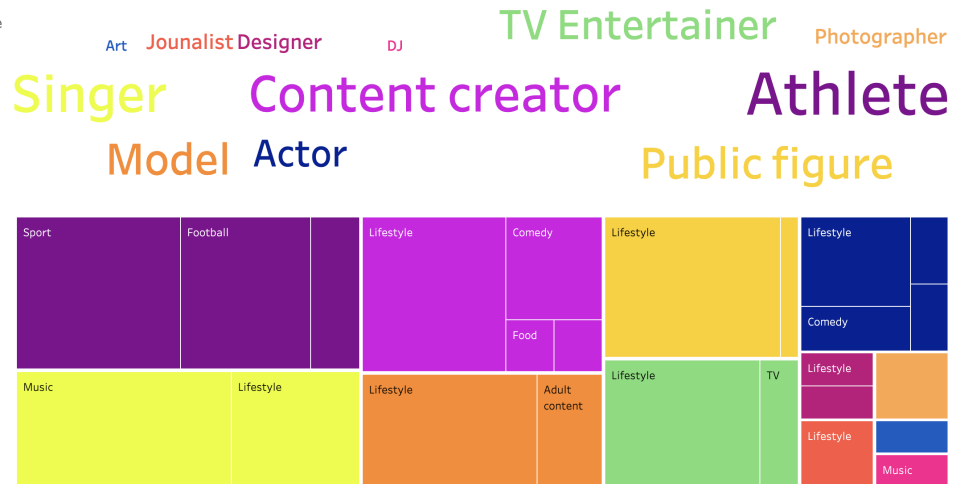 TV Entertainer
Art Jounalist Designer DJ Photographer
Singer Content creator Athlete
Model Actor Public figure
Sport Football Lifestyle Comedy Lifestyle Lifestyle
Food Comedy
Lifestyle
Music Lifestyle Lifestyle Adult content Lifestyle TV
Lifestyle
Music